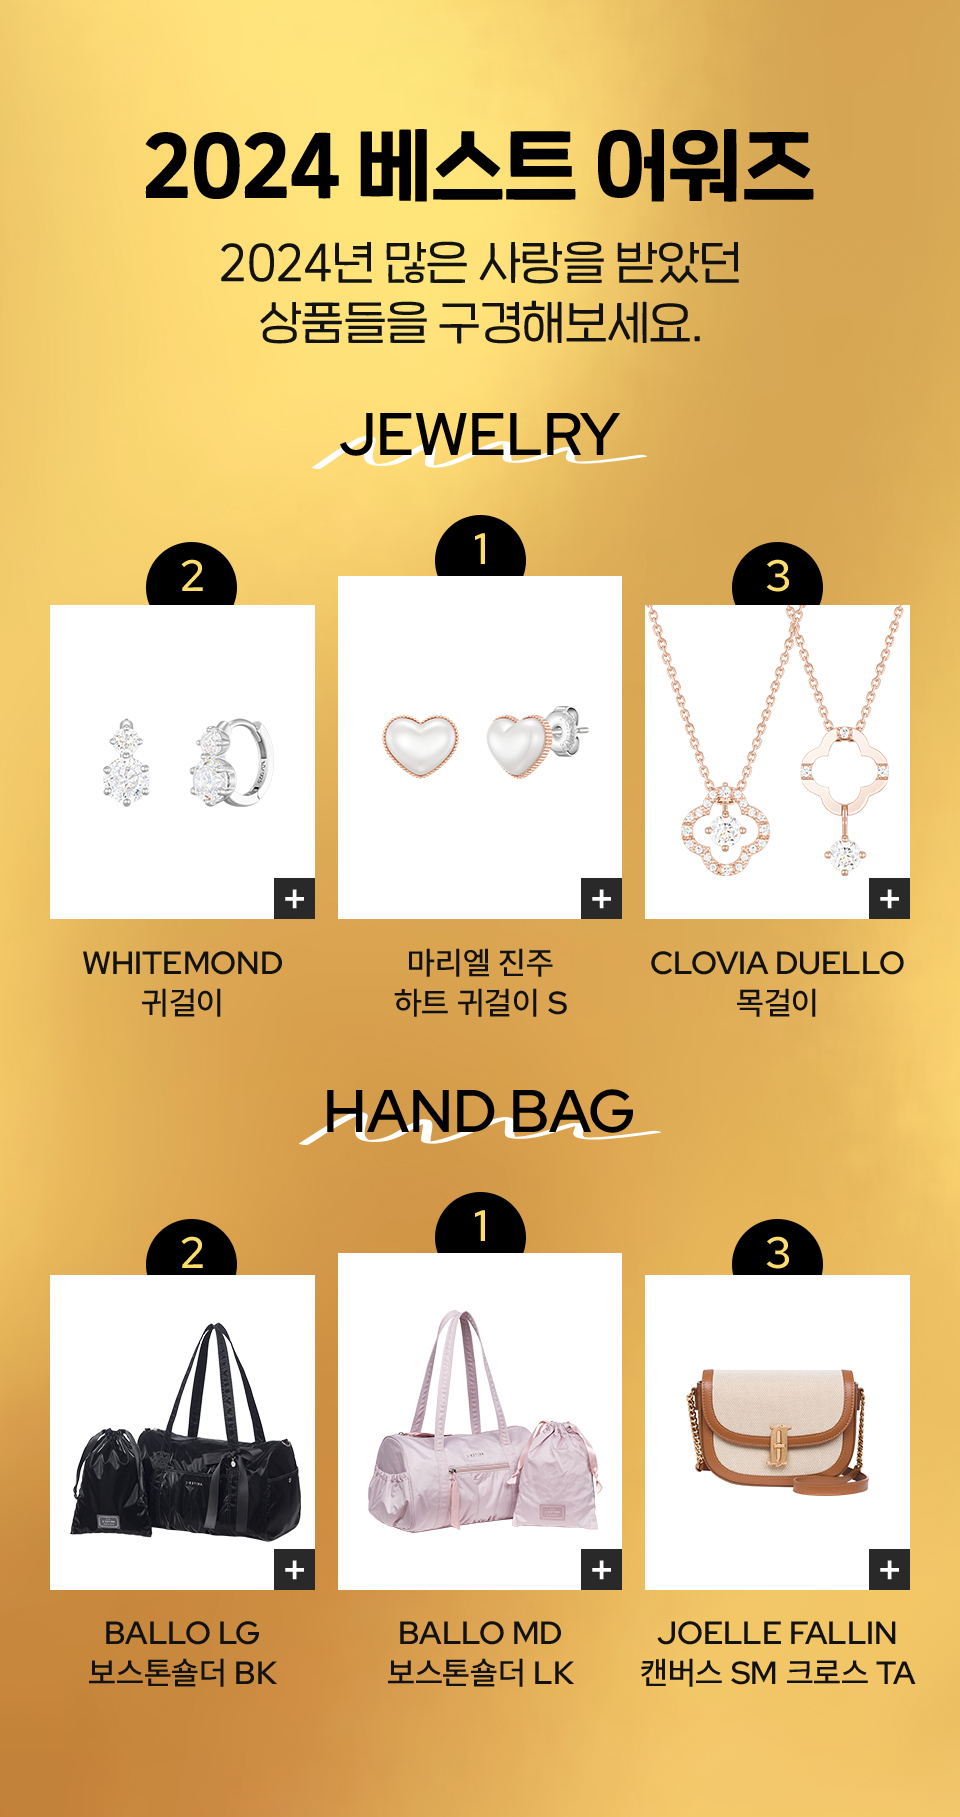 2024 베스트 어워즈
2024년 많은 사랑을 받았던
상품들을 구경해보세요.
JEWELRY
2
1
3
+
+
+
WHITEMOND
귀걸이
마리엘 진주
하트 귀걸이 S
CLOVIA DUELLO
목걸이
HAND BAG
2
1
3
J.ESTINA
J.ESTINA
+
+
+
BALLO LG
보스톤숄더 BK
BALLO MD
보스톤숄더 LK
JOELLE FALLIN
캔버스 SM 크로스 TA